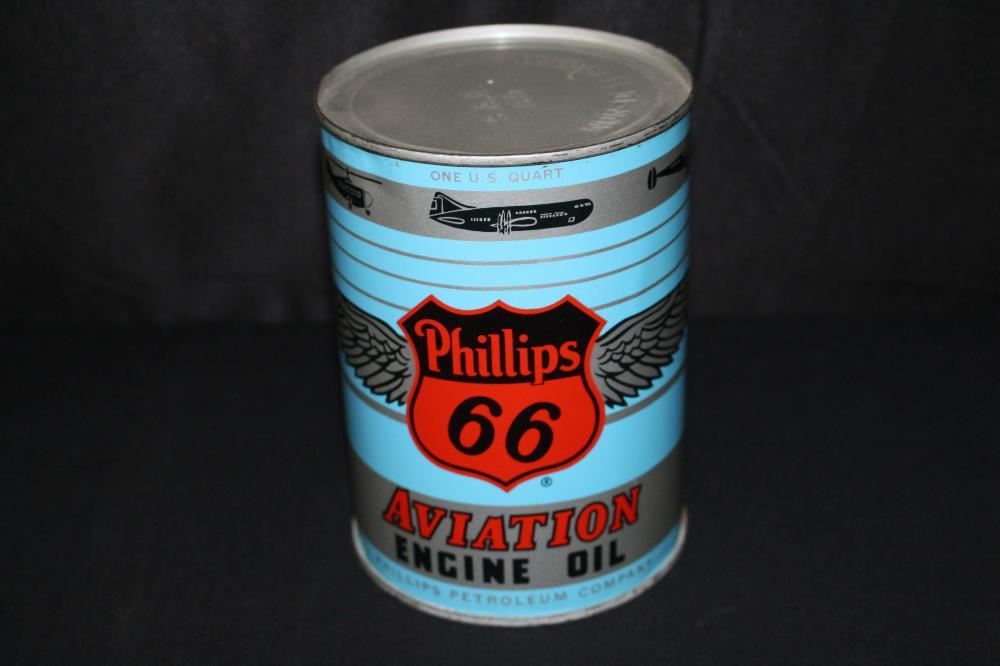 ONE U.S. QUART
Phillips
66
®
AVIATION
ENGINE OIL
PHILLIPS PETROLEUM COMPANY